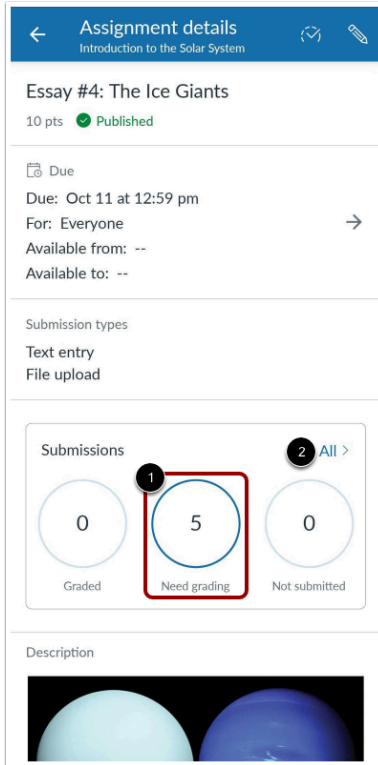 Assignment details
Introduction to the Solar System
Essay #4: The Ice Giants
10 pts Published
Due
Due: Oct 11 at 12:59 pm
For: Everyone
Available from: --
Available to: --
Submission types
Text entry
File upload
Submissions
2 All >
1
0 5 0
Graded Need grading Not submitted
Description